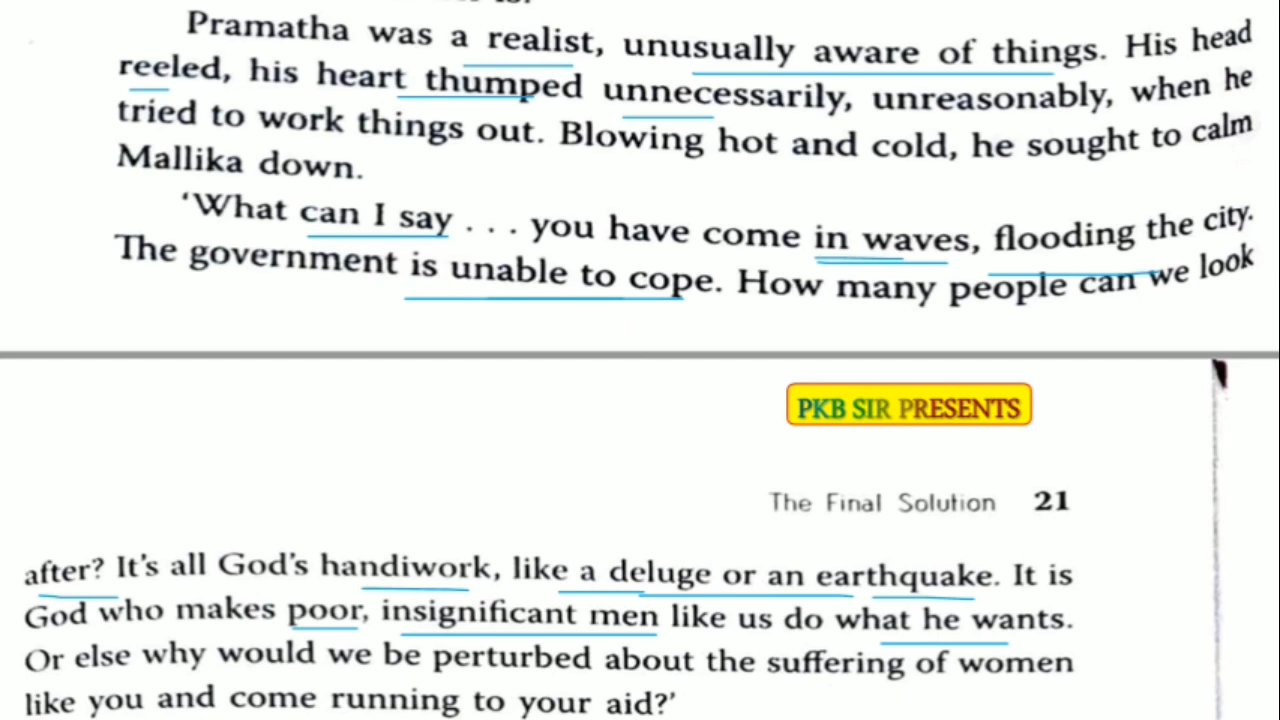 Pramatha was a realist, unusually aware of things. His head
reeled, his heart thumped unnecessarily, unreasonably, when he
tried to work things out. Blowing hot and cold, he sought to calm
Mallika down.
‘What can I say . . . you have come in waves, flooding the city.
The government is unable to cope. How many people can we look
PKB SIR PRESENTS
The Final Solution 21
after? It’s all God’s handiwork, like a deluge or an earthquake. It is
God who makes poor, insignificant men like us do what he wants.
Or else why would we be perturbed about the suffering of women
like you and come running to your aid?’